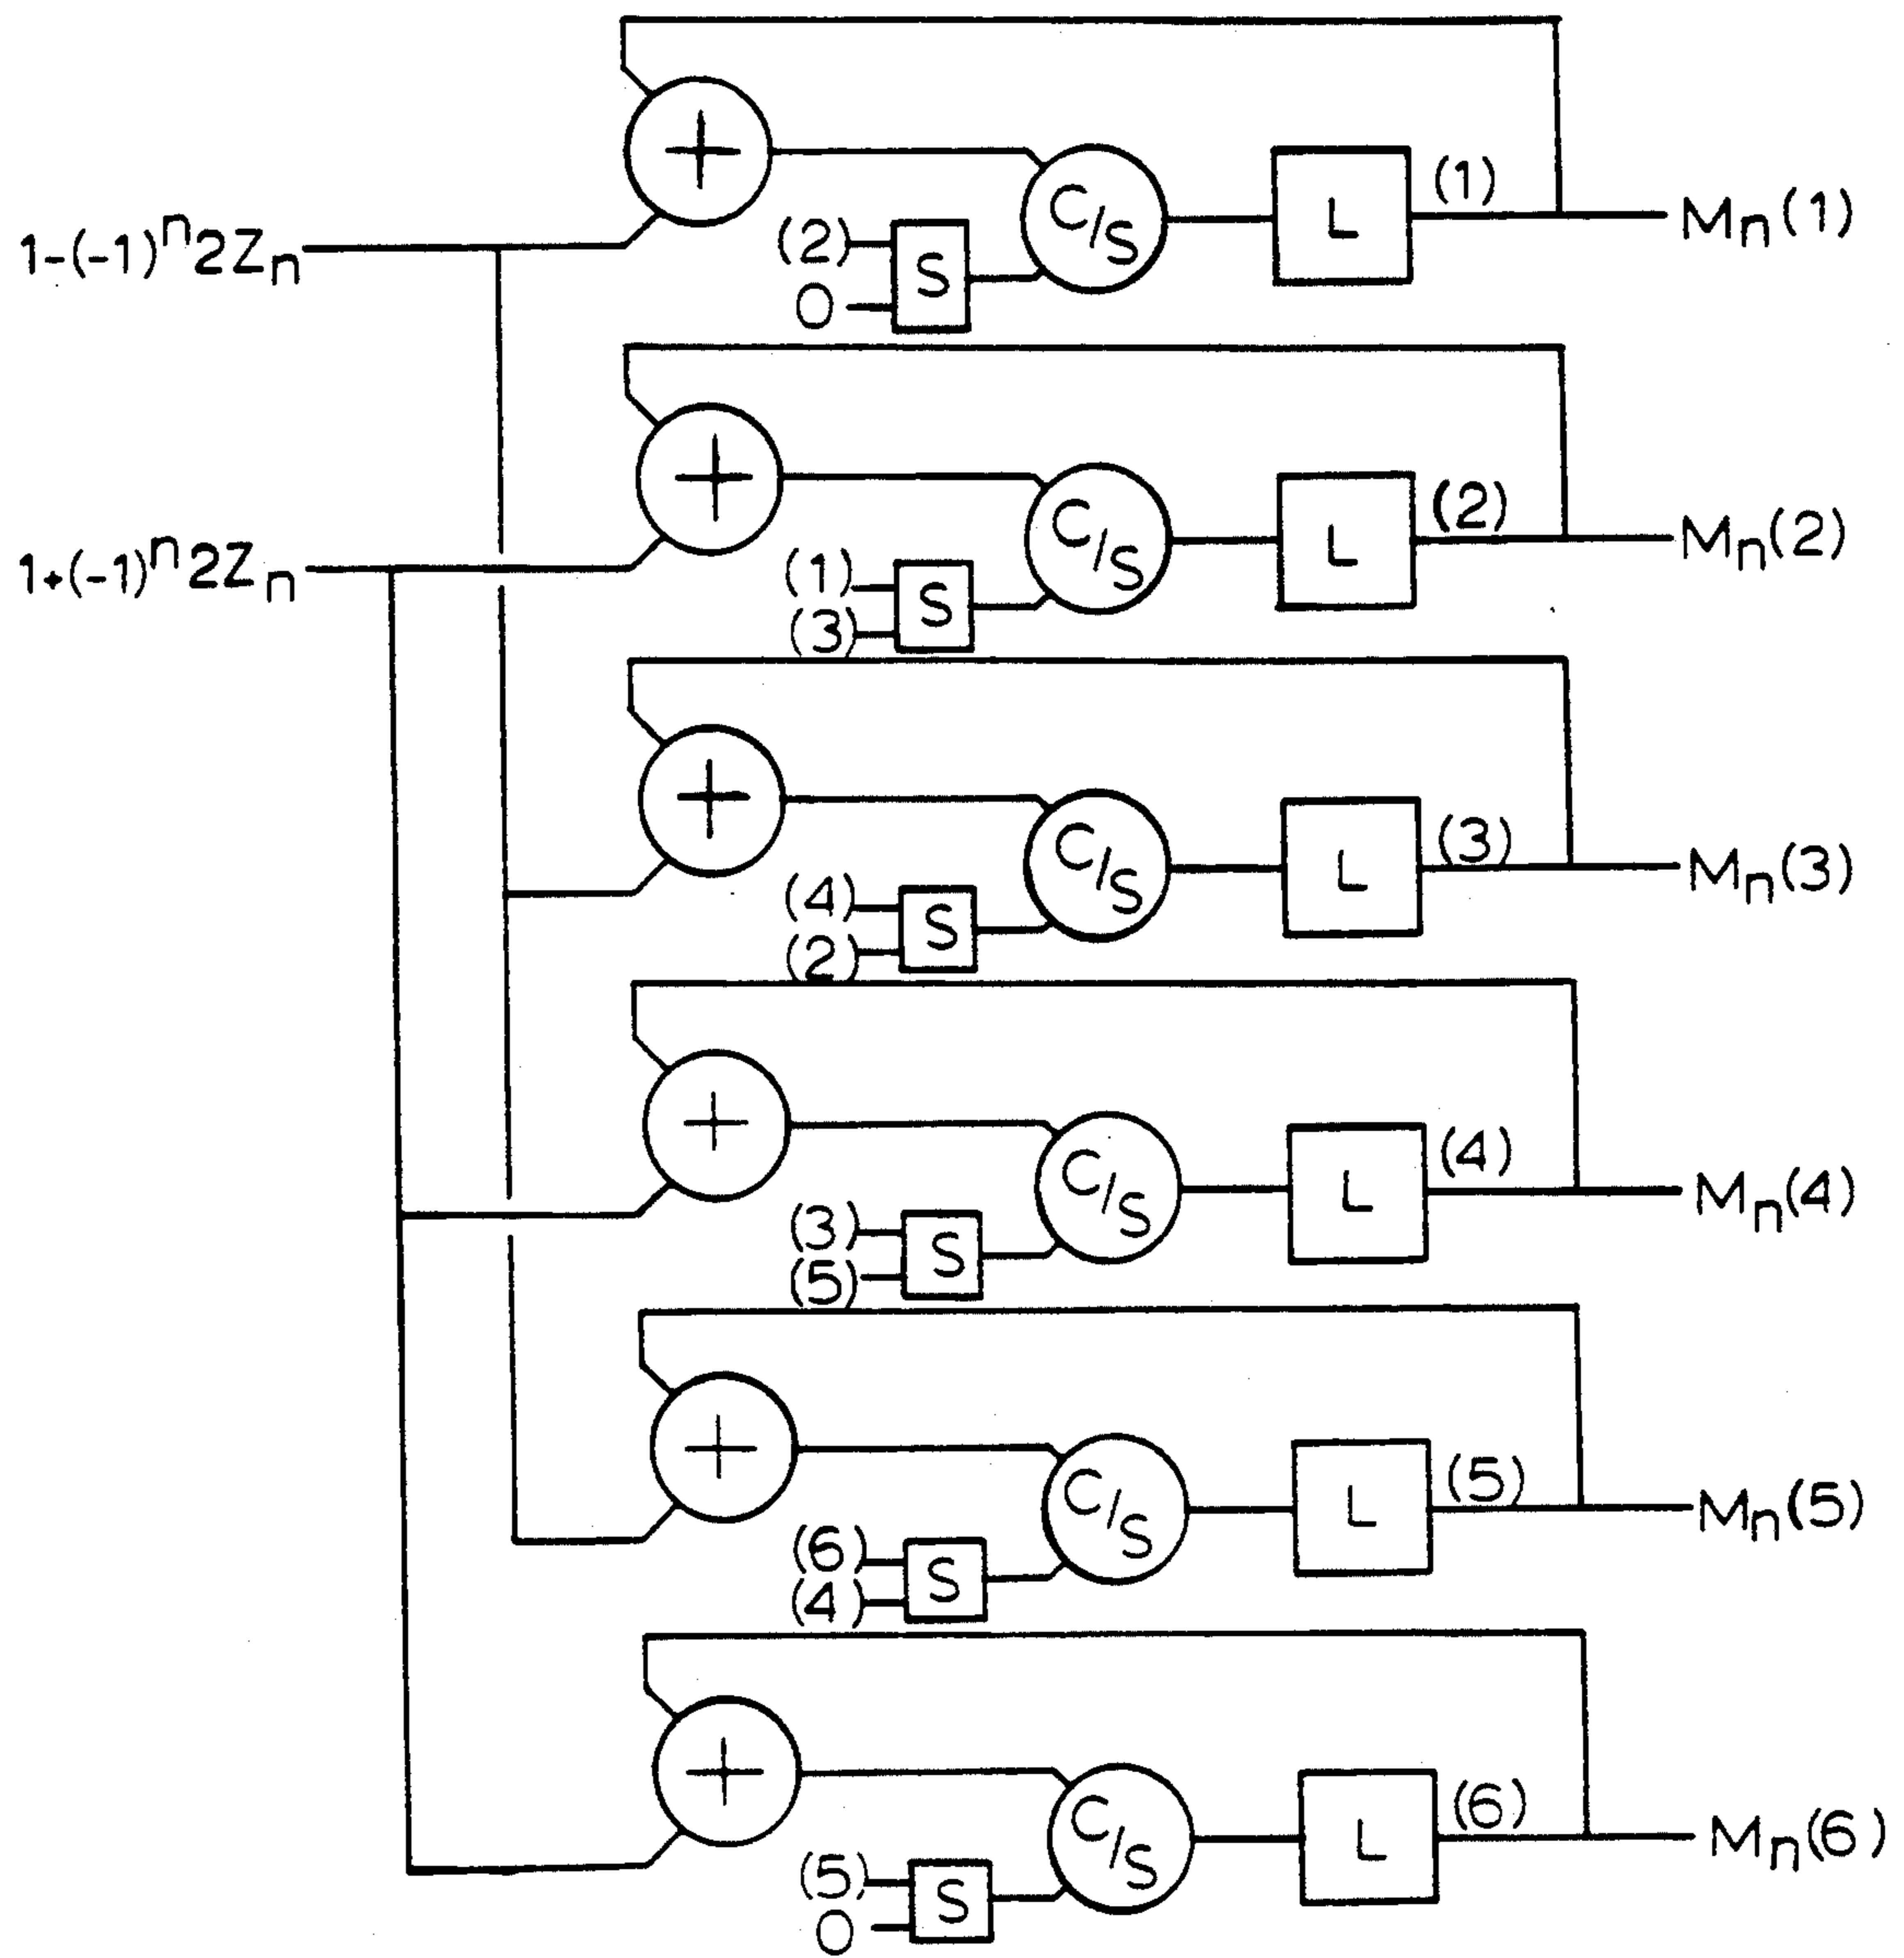 +
C/S
L
(1)
Mn(1)
1-(-1)ⁿ2Zn
(2)
S
0
+
C/S
L
(2)
Mn(2)
1+(-1)ⁿ2Zn
(1)
S
(3)
+
C/S
L
(3)
Mn(3)
(4)
S
(2)
+
C/S
L
(4)
Mn(4)
(3)
S
(5)
+
C/S
L
(5)
Mn(5)
(6)
S
(4)
+
C/S
L
(6)
Mn(6)
(5)
S
0